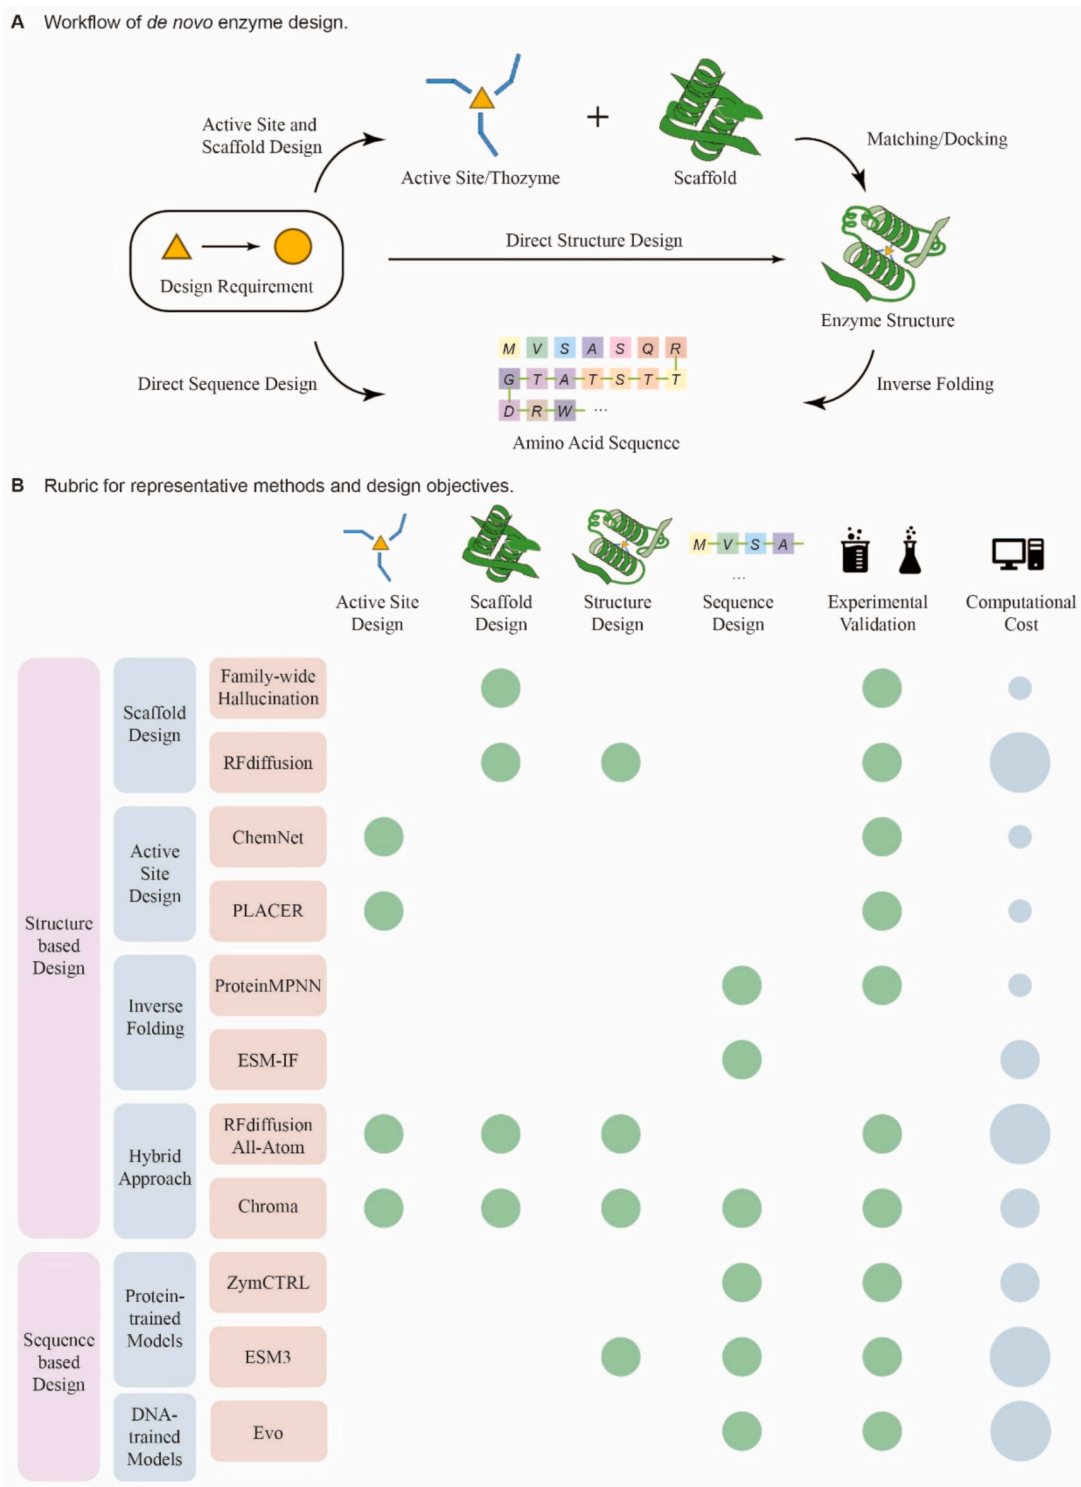 A Workflow of de novo enzyme design.
Active Site and
Scaffold Design
+
Active Site/Thozyme
Scaffold
Matching/Docking
Direct Structure Design
Design Requirement
Enzyme Structure
Direct Sequence Design
M V S A S Q R
G T A T S T T
D R W ...
Inverse Folding
Amino Acid Sequence
B Rubric for representative methods and design objectives.
M V S A
...
Active Site
Design
Scaffold
Design
Structure
Design
Sequence
Design
Experimental
Validation
Computational
Cost
Structure
based
Design
Scaffold
Design
Family-wide
Hallucination
RFdiffusion
Active
Site
Design
ChemNet
PLACER
Inverse
Folding
ProteinMPNN
ESM-IF
Hybrid
Approach
RFdiffusion
All-Atom
Chroma
Sequence
based
Design
Protein-
trained
Models
ZymCTRL
ESM3
DNA-
trained
Models
Evo